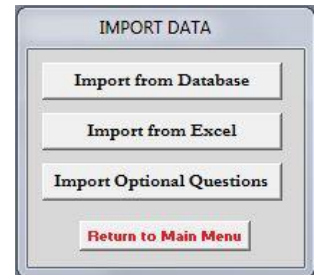 IMPORT DATA
Import from Database
Import from Excel
Import Optional Questions
Return to Main Menu